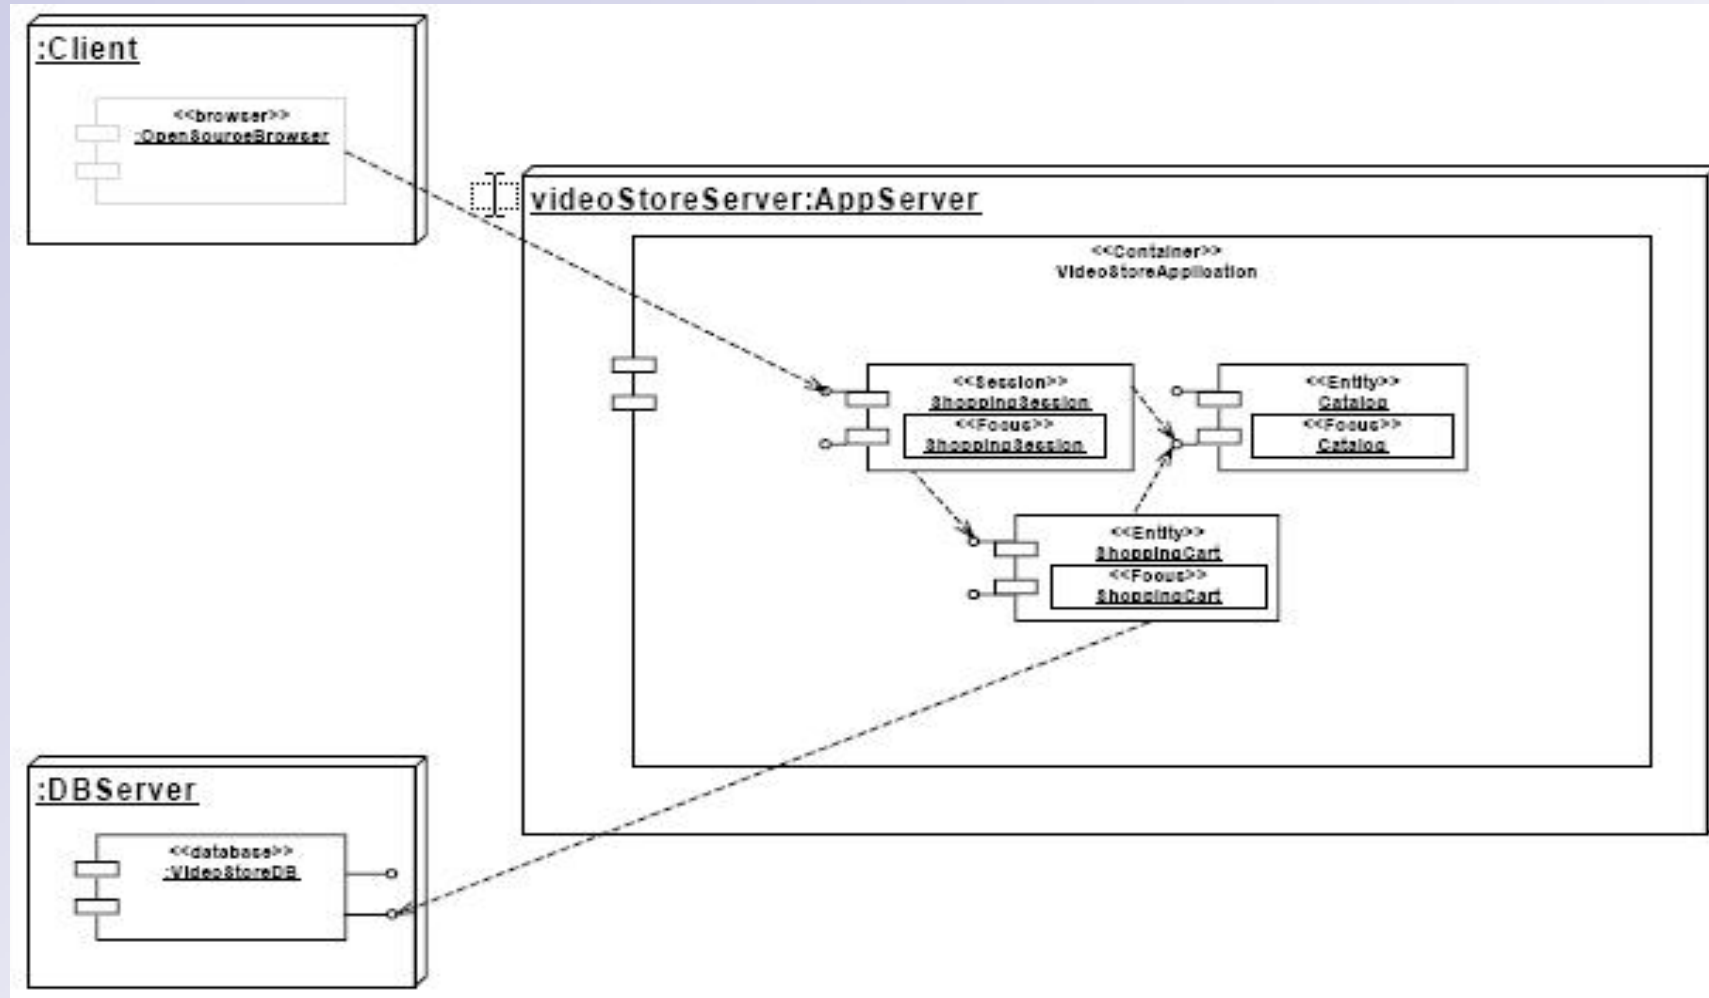 :Client
<<browser>>
:OpenSourceBrowser
videoStoreServer:AppServer
<<Container>>
VideoStoreApplication
<<Session>>
ShoppingSession
<<Focus>>
ShoppingSession
<<Entity>>
Catalog
<<Focus>>
Catalog
<<Entity>>
ShoppingCart
<<Focus>>
ShoppingCart
:DBServer
<<database>>
:VideoStoreDB